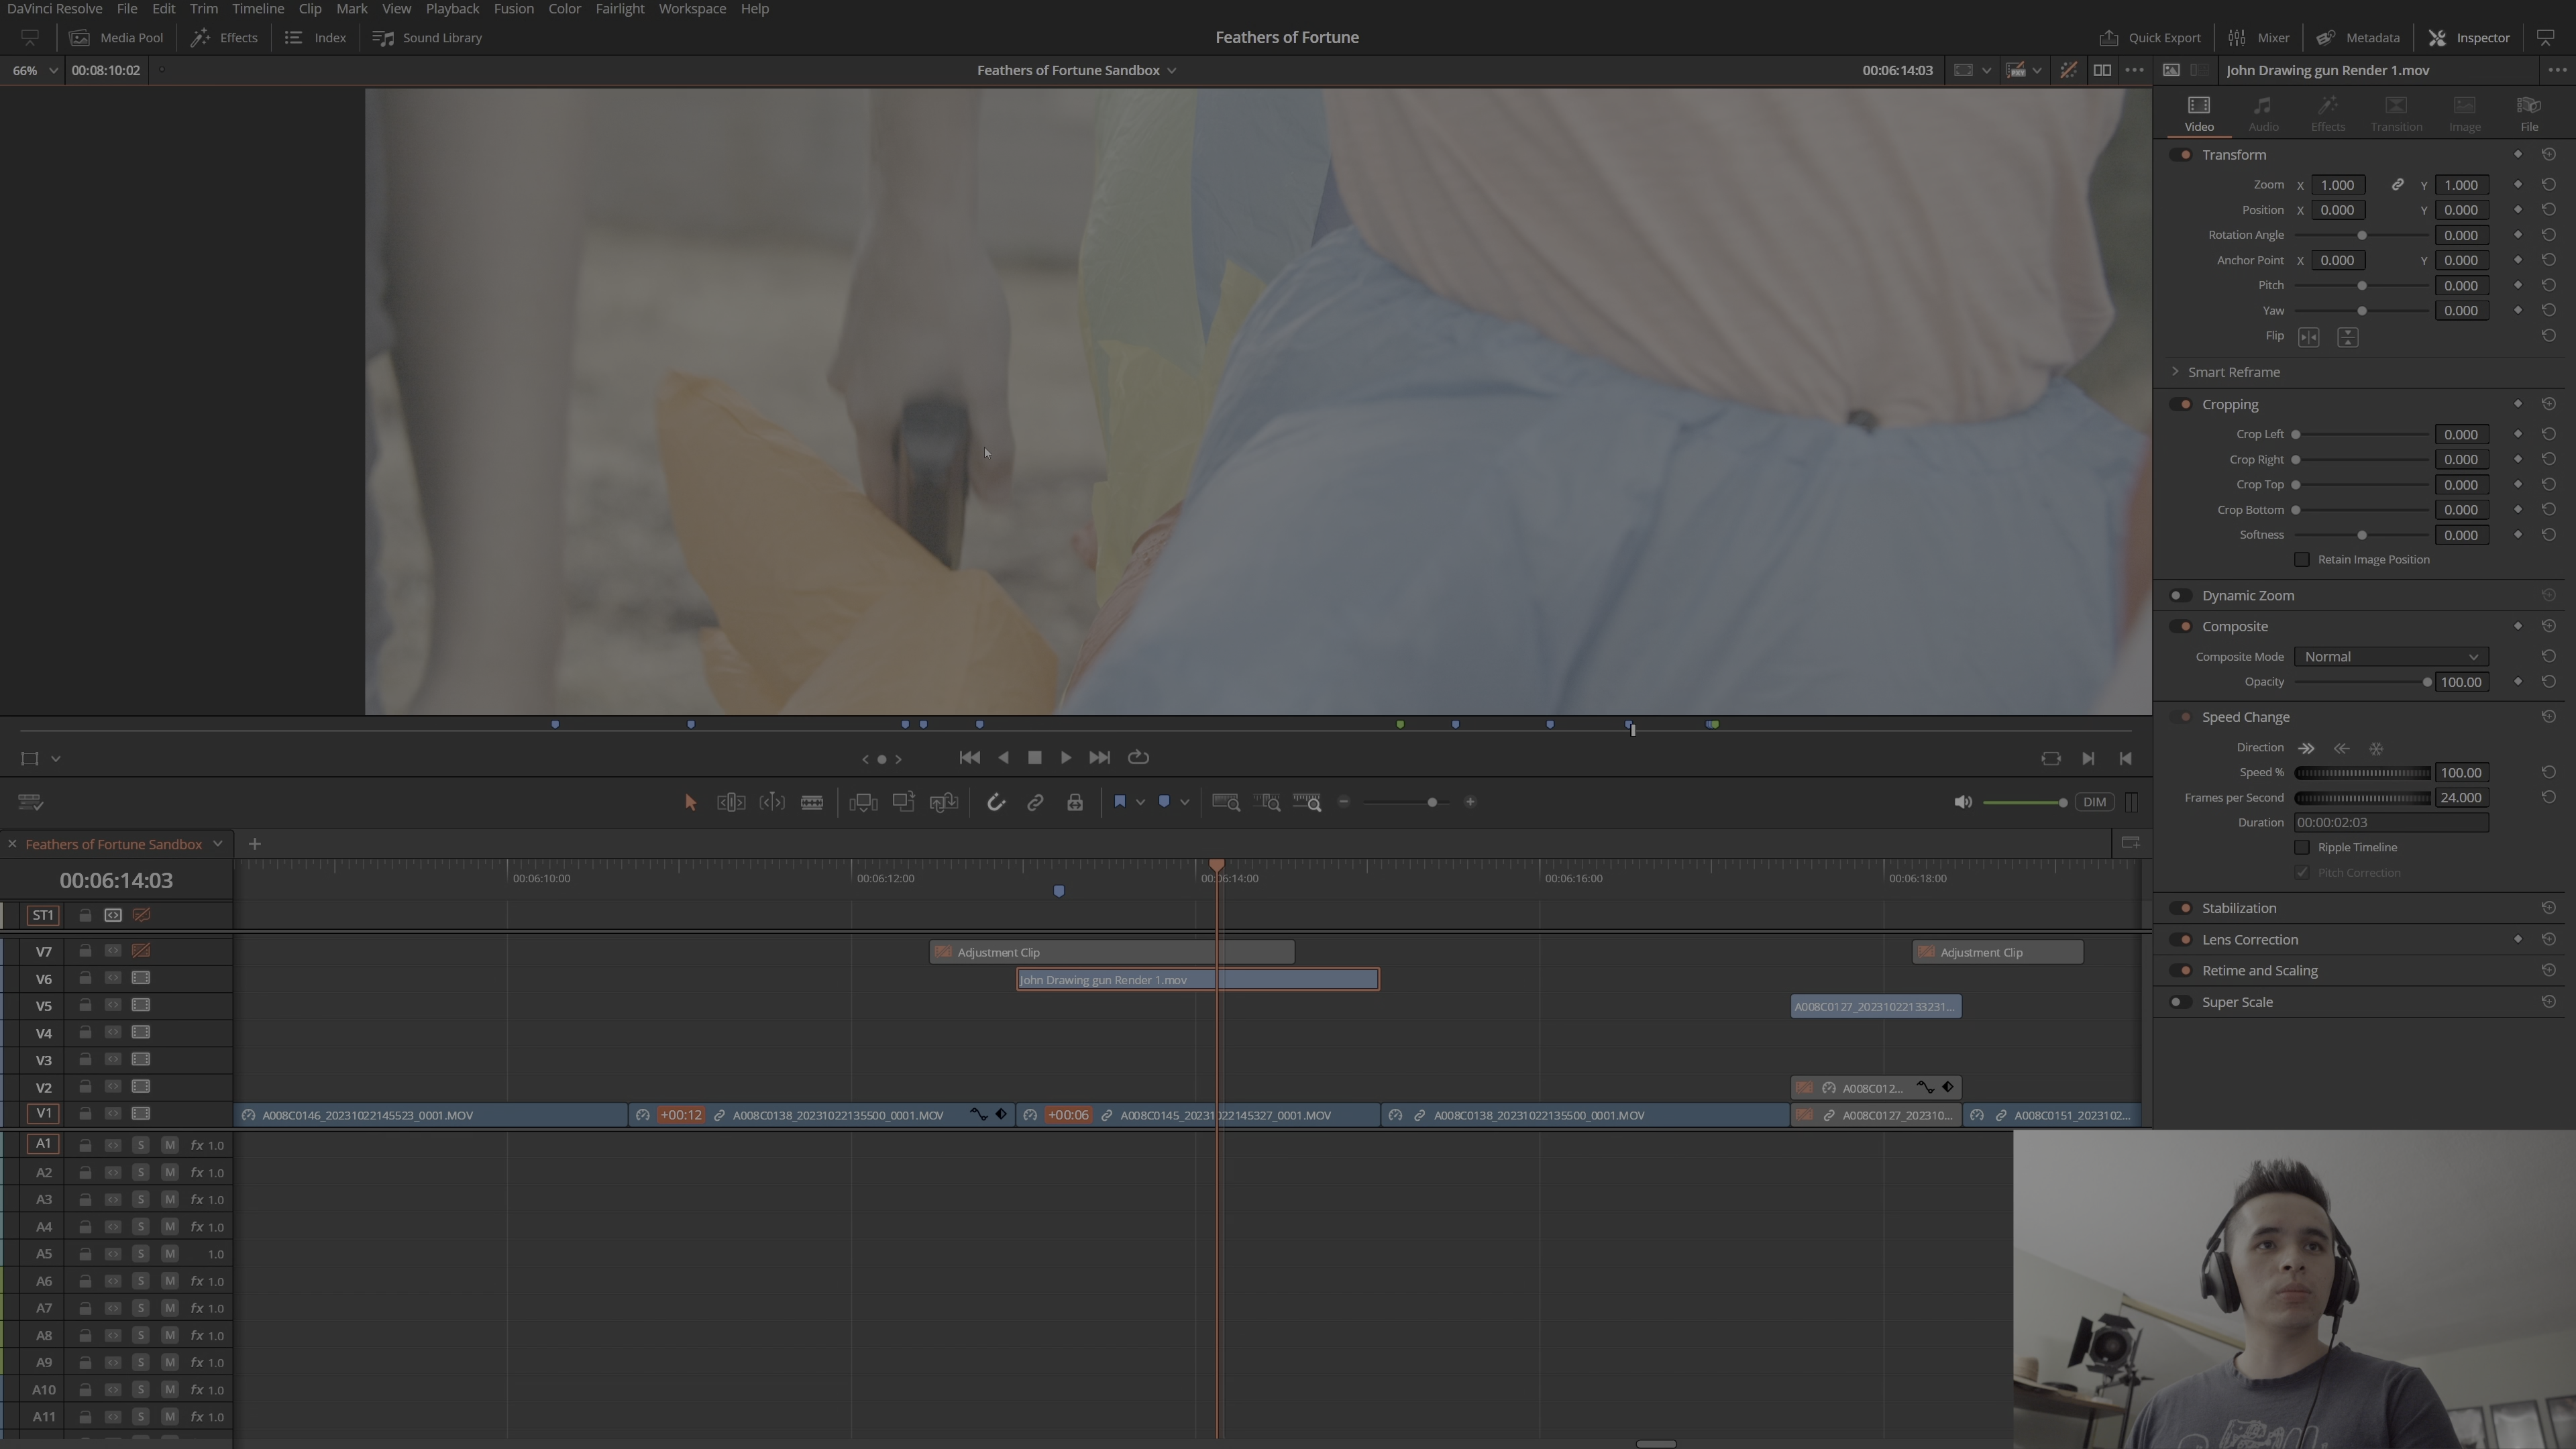 DaVinci Resolve File Edit Trim Timeline Clip Mark View Playback Fusion Color Fairlight Workspace Help
Media Pool Effects Index Sound Library Feathers of Fortune Quick Export Mixer Metadata Inspector
66% 00:08:10:02 Feathers of Fortune Sandbox 00:06:14:03 John Drawing gun Render 1.mov
Video Audio Effects Transition Image File
Transform
Zoom X 1.000 Y 1.000
Position X 0.000 Y 0.000
Rotation Angle 0.000
Anchor Point X 0.000 Y 0.000
Pitch 0.000
Yaw 0.000
Flip
Smart Reframe
Cropping
Crop Left 0.000
Crop Right 0.000
Crop Top 0.000
Crop Bottom 0.000
Softness 0.000
Retain Image Position
Dynamic Zoom
Composite
Composite Mode Normal
Opacity 100.00
Speed Change
Direction
Speed % 100.00
Frames per Second 24.000
Duration 00:00:02:03
Ripple Timeline
Pitch Correction
Stabilization
Lens Correction
Retime and Scaling
Super Scale
DIM
Feathers of Fortune Sandbox
00:06:14:03 00:06:10:00 00:06:12:00 00:06:14:00 00:06:16:00 00:06:18:00
ST1
V7 Adjustment Clip Adjustment Clip
V6 John Drawing gun Render 1.mov
V5 A008C0127_20231022133231...
V4
V3
V2 A008C012...
V1 A008C0146_20231022145523_0001.MOV +00:12 A008C0138_20231022135500_0001.MOV +00:06 A008C0145_20231022145327_0001.MOV A008C0138_20231022135500_0001.MOV A008C0127_202310... A008C0151_2023102...
A1 S M fx 1.0
A2 S M fx 1.0
A3 S M fx 1.0
A4 S M fx 1.0
A5 S M 1.0
A6 S M fx 1.0
A7 S M fx 1.0
A8 S M fx 1.0
A9 S M fx 1.0
A10 S M fx 1.0
A11 S M fx 1.0